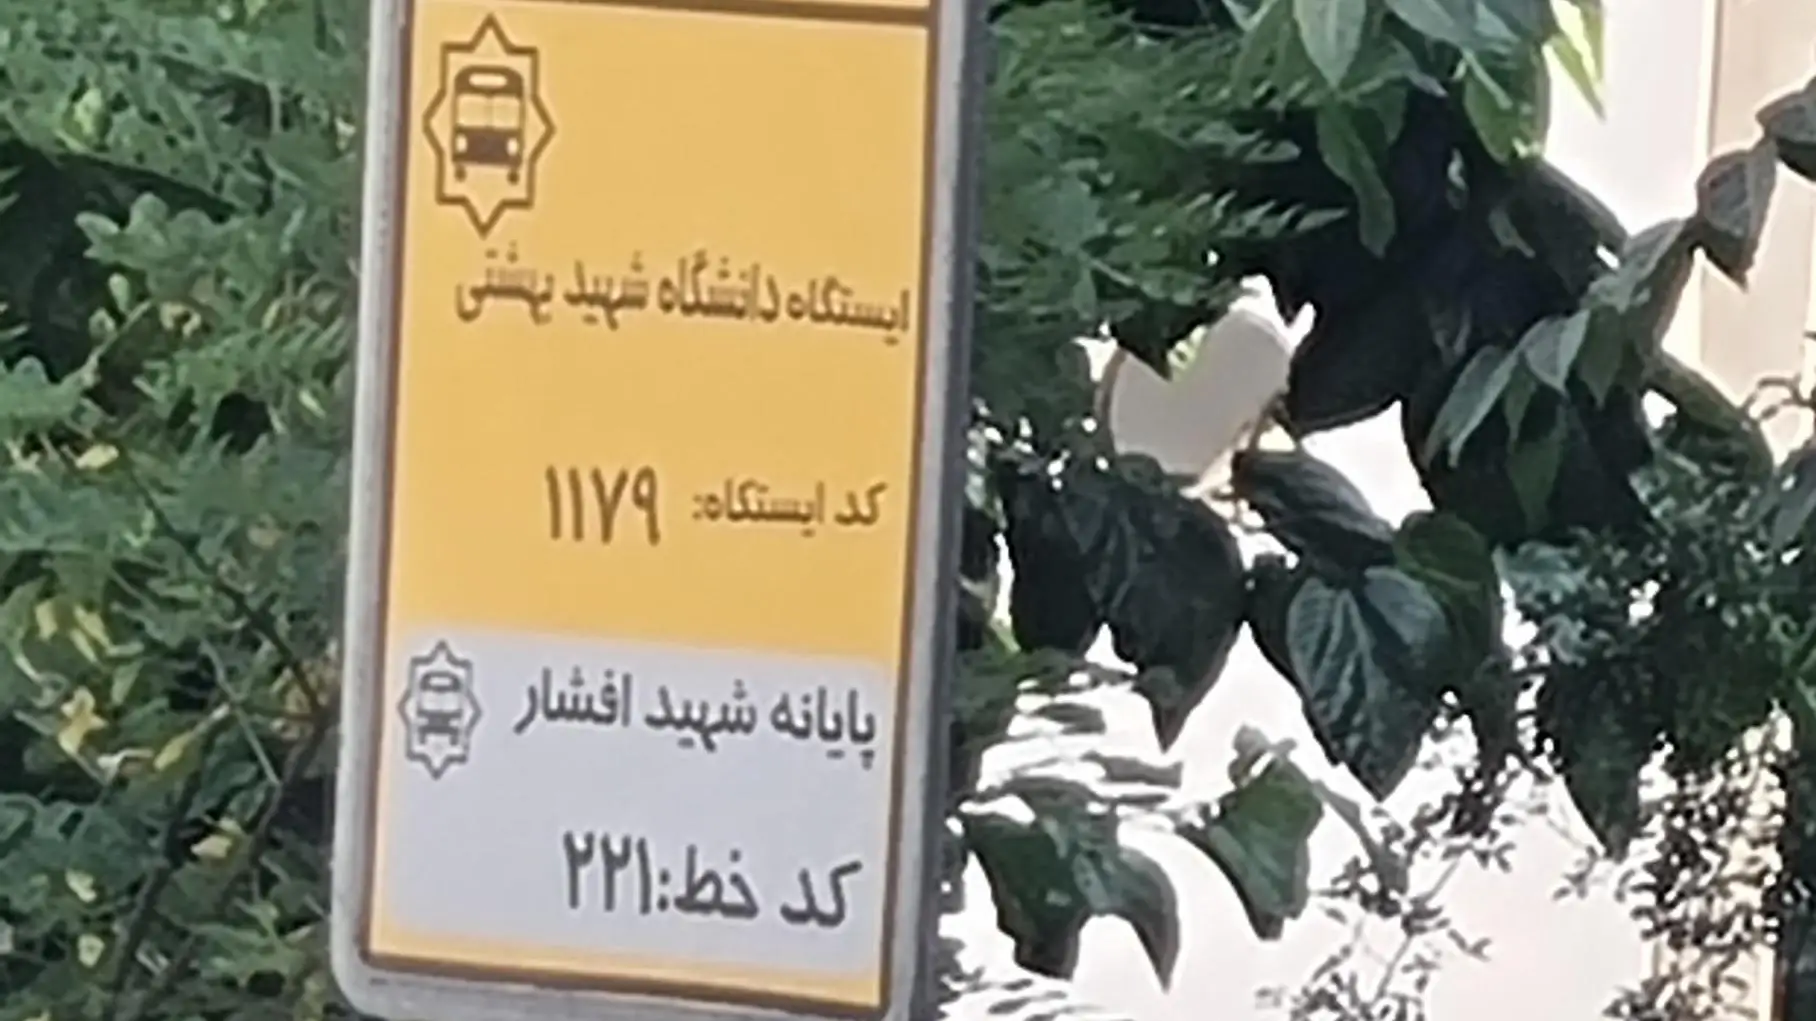 ایستگاه دانشگاه شهید بهشتی
کد ایستگاه: ۱۱۷۹
پایانه شهید افشار
کد خط:۲۲۱